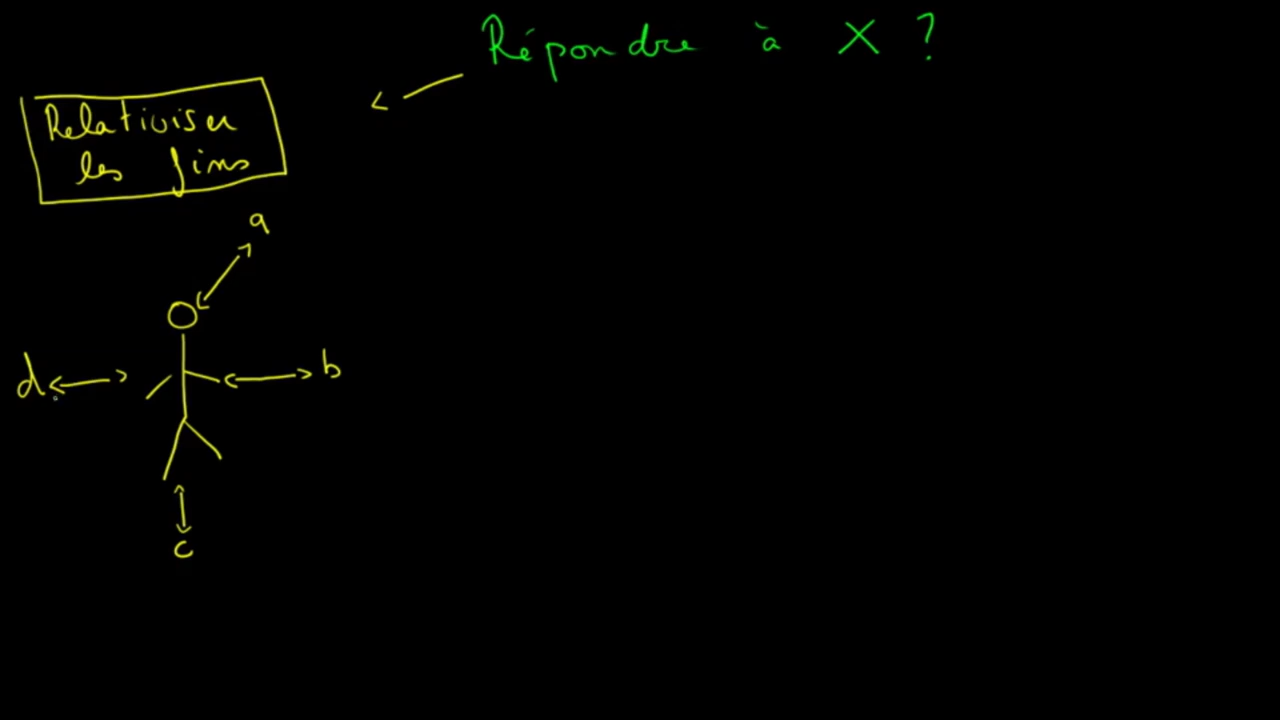 Répondre à X ?
Relativiser
les fins
a
d
b
c